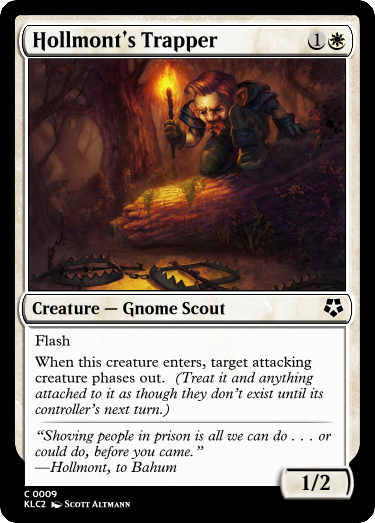 Hollmont's Trapper 1
Creature — Gnome Scout
Flash
When this creature enters, target attacking
creature phases out. (Treat it and anything
attached to it as though they don't exist until its
controller's next turn.)
"Shoving people in prison is all we can do . . . or
could do, before you came."
—Hollmont, to Bahum
1/2
C 0009
KLC2 Scott Altmann